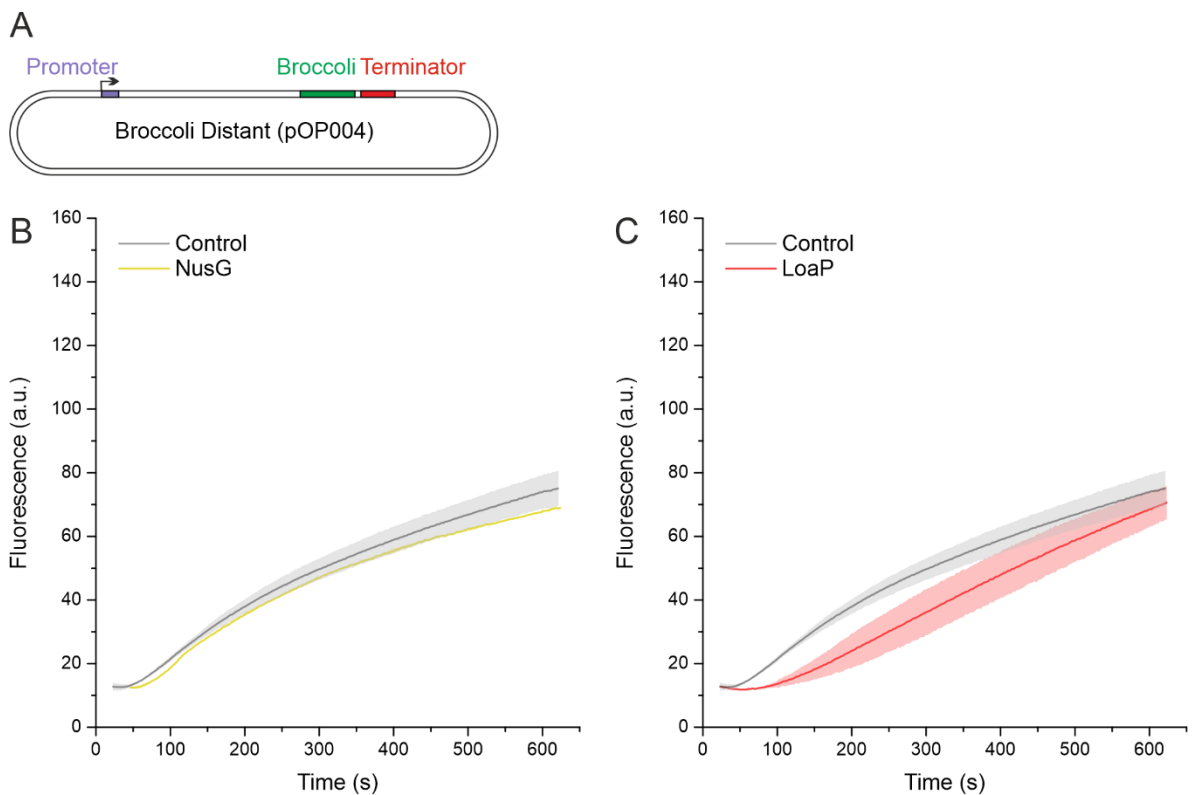 A
Promoter
Broccoli Terminator
Broccoli Distant (pOP004)
B
Control
NusG
160
140
120
100
80
60
40
20
0
Fluorescence (a.u.)
0 100 200 300 400 500 600
Time (s)
C
Control
LoaP
160
140
120
100
80
60
40
20
0
Fluorescence (a.u.)
0 100 200 300 400 500 600
Time (s)